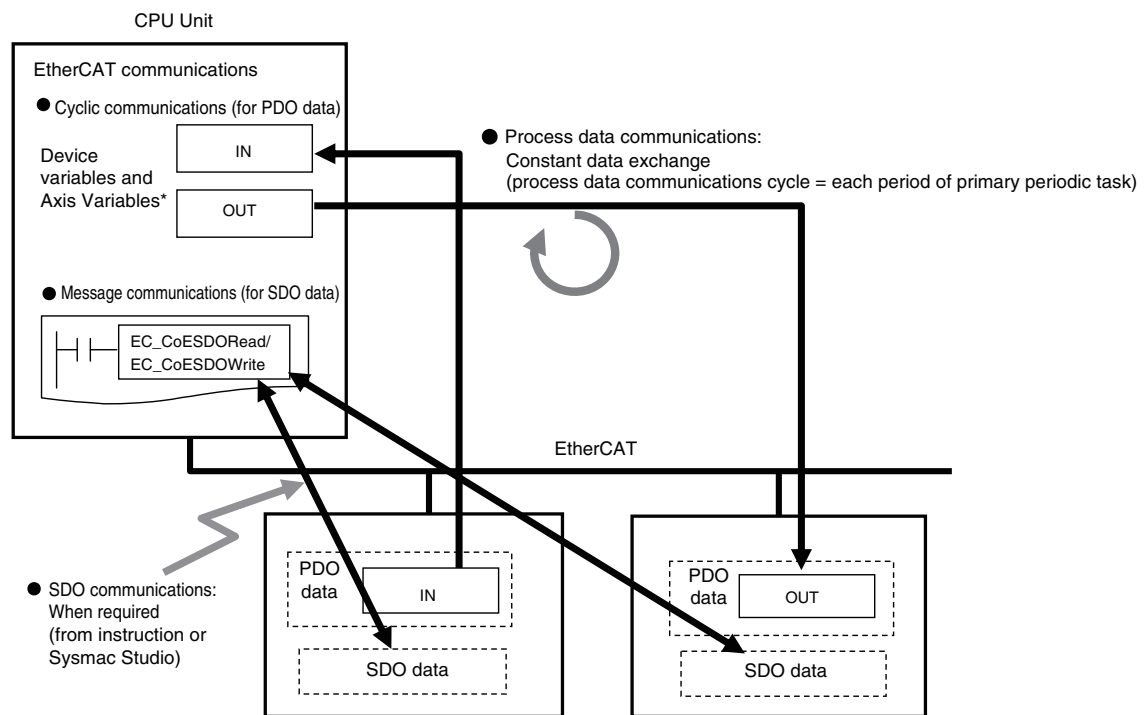 CPU Unit
EtherCAT communications
● Cyclic communications (for PDO data)
Device
variables and
Axis Variables*
IN
OUT
● Process data communications:
Constant data exchange
(process data communications cycle = each period of primary periodic task)
● Message communications (for SDO data)
EC_CoESDORead/
EC_CoESDOWrite
EtherCAT
● SDO communications:
When required
(from instruction or
Sysmac Studio)
PDO
data
IN
SDO data
PDO
data
OUT
SDO data